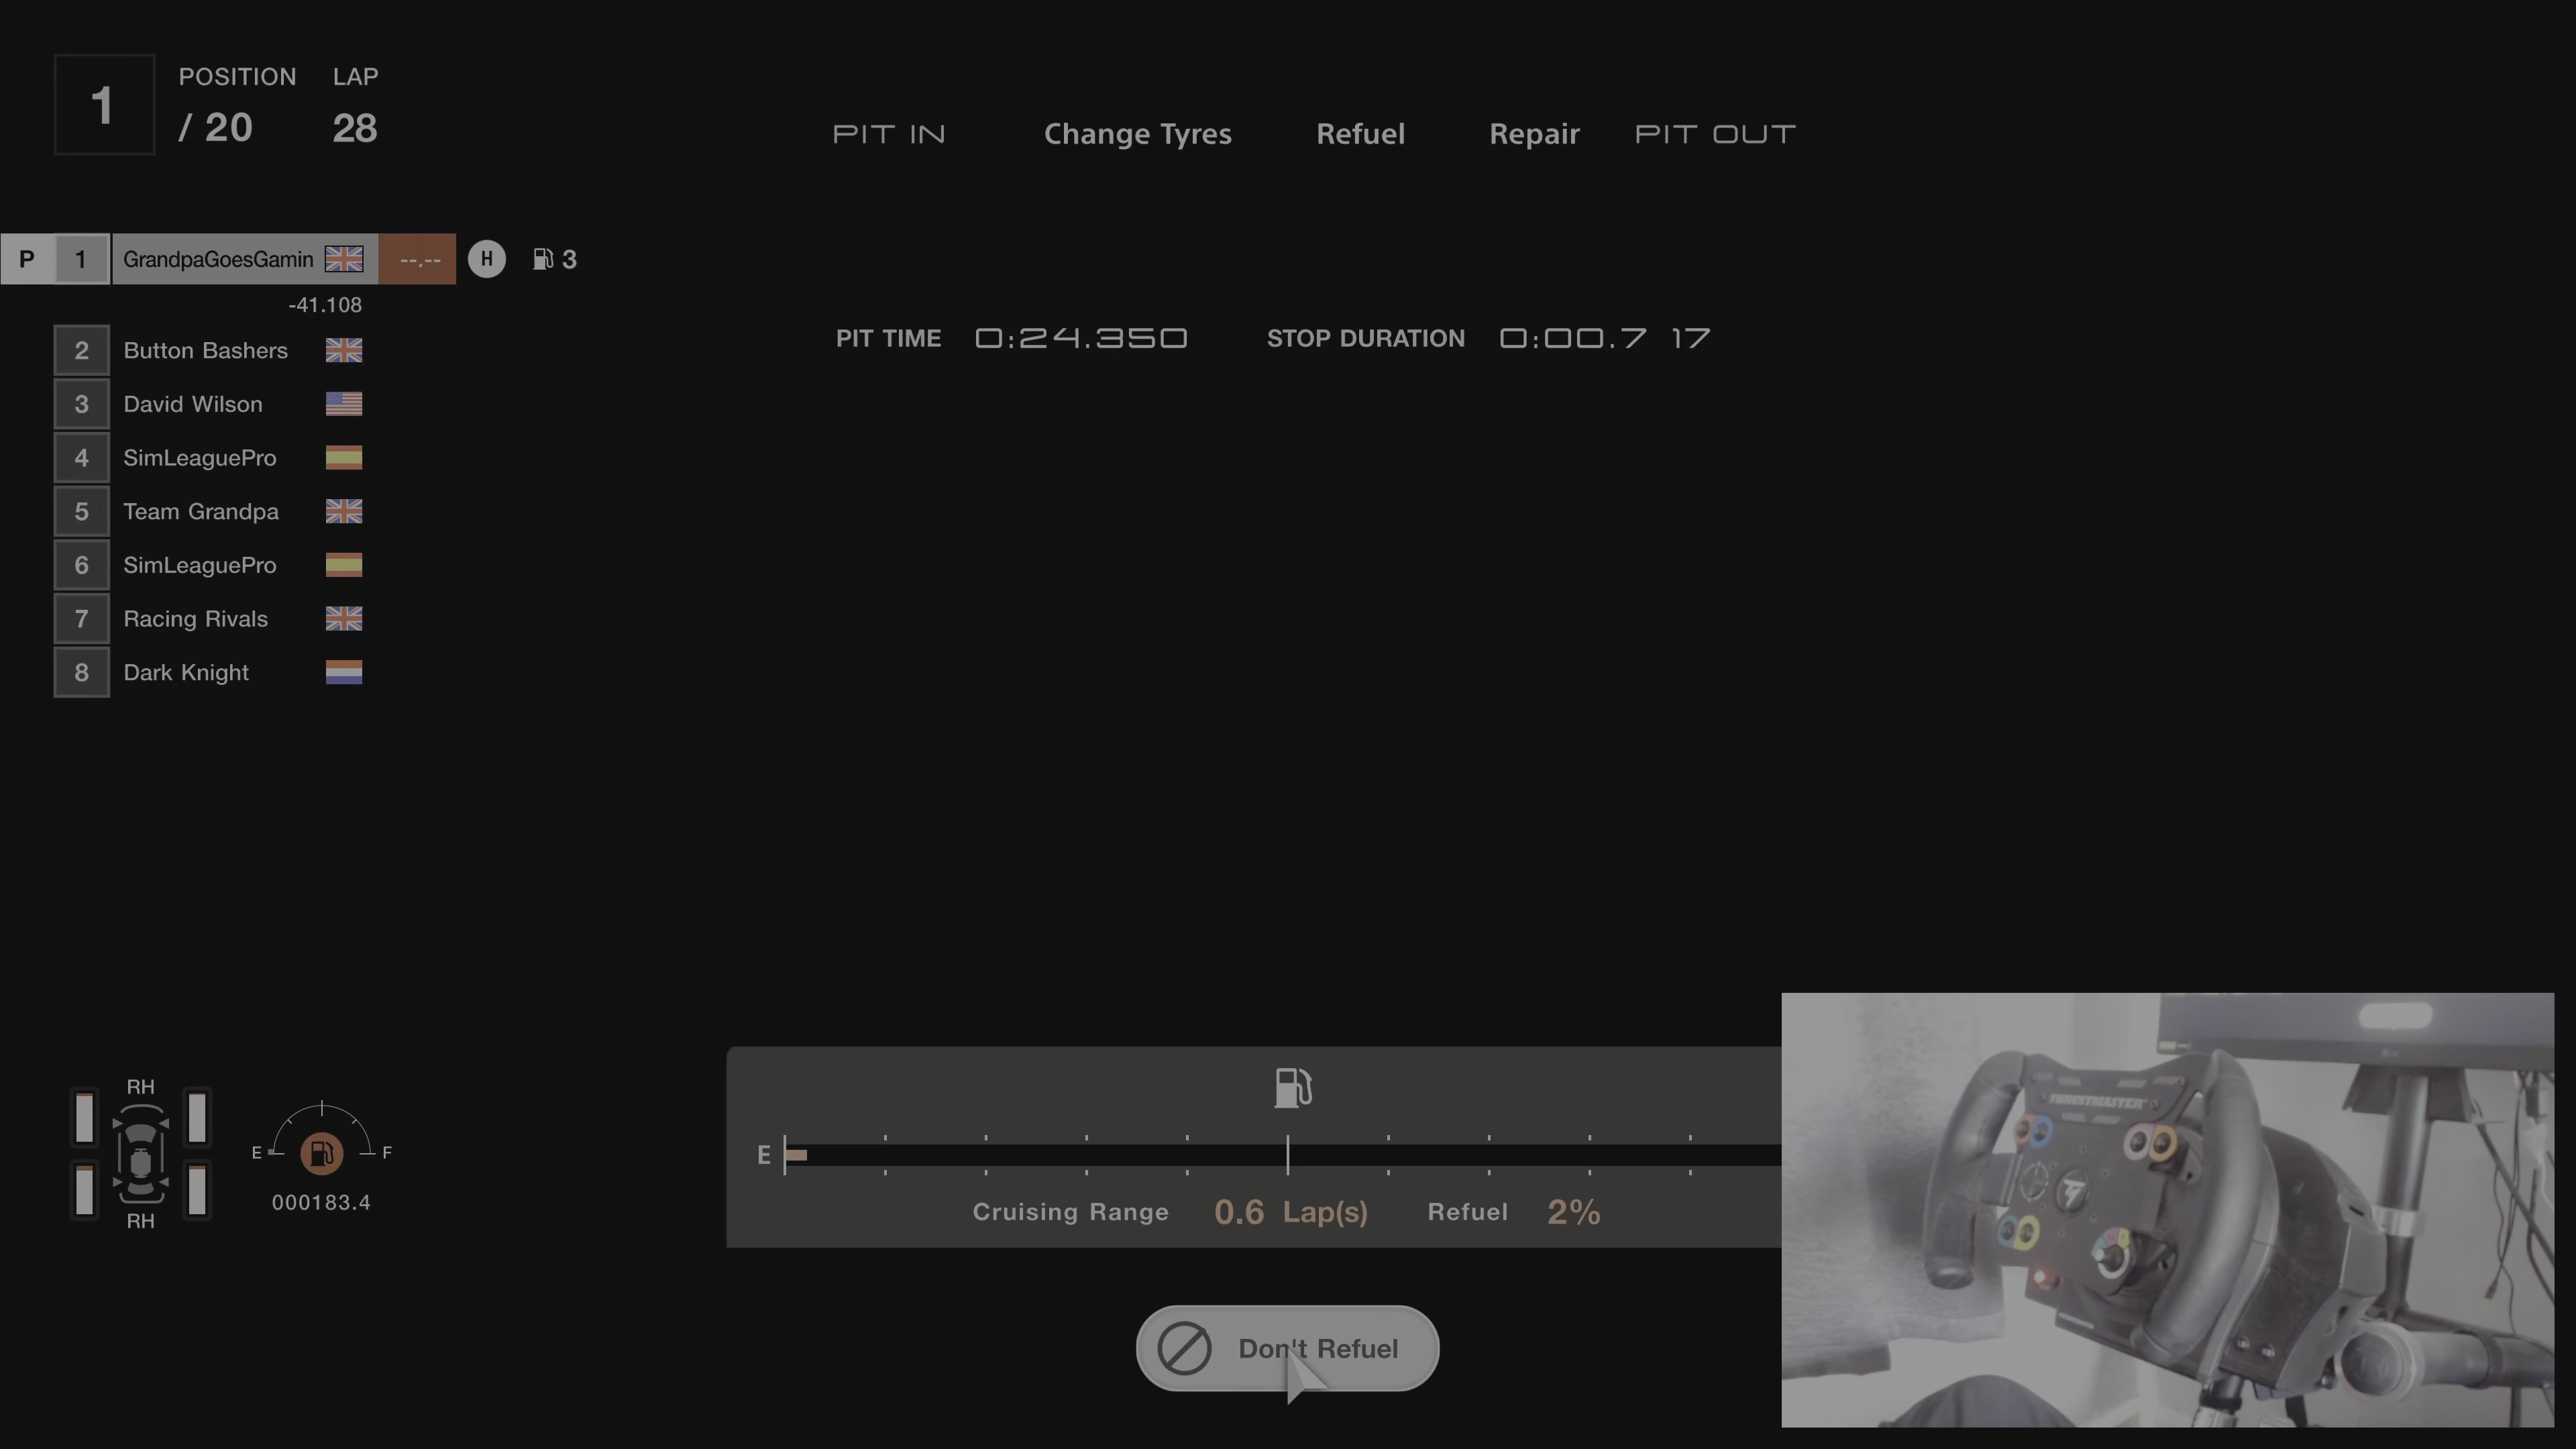 1 POSITION / 20 LAP 28
PIT IN Change Tyres Refuel Repair PIT OUT
P 1 GrandpaGoesGamin --.-- H 3
-41.108
PIT TIME 0:24.350 STOP DURATION 0:00.717
2 Button Bashers
3 David Wilson
4 SimLeaguePro
5 Team Grandpa
6 SimLeaguePro
7 Racing Rivals
8 Dark Knight
RH
E F
000183.4
RH
E
Cruising Range 0.6 Lap(s) Refuel 2%
Don't Refuel
THRUSTMASTER